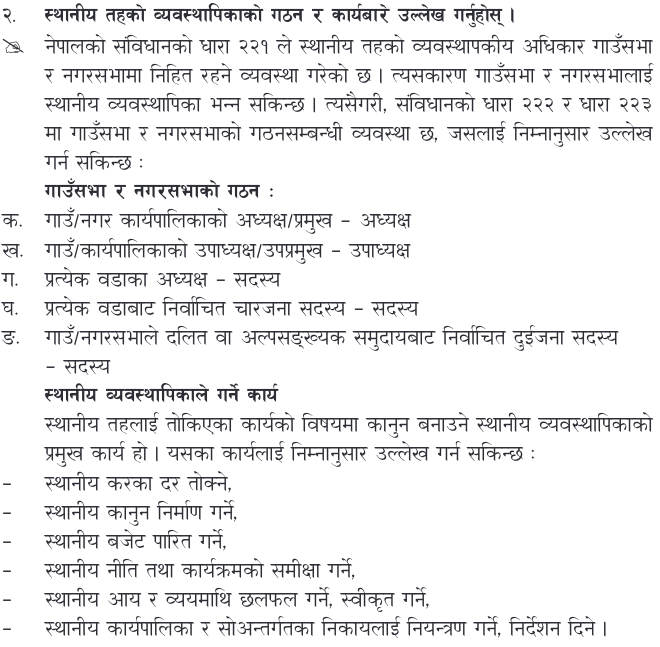 २. स्थानीय तहको व्यवस्थापिकाको गठन र कार्यबारे उल्लेख गर्नुहोस् ।
नेपालको संविधानको धारा २२१ ले स्थानीय तहको व्यवस्थापकीय अधिकार गाउँसभा
र नगरसभामा निहित रहने व्यवस्था गरेको छ । त्यसकारण गाउँसभा र नगरसभालाई
स्थानीय व्यवस्थापिका भन्न सकिन्छ । त्यसैगरी, संविधानको धारा २२२ र धारा २२३
मा गाउँसभा र नगरसभाको गठनसम्बन्धी व्यवस्था छ, जसलाई निम्नानुसार उल्लेख
गर्न सकिन्छ :
गाउँसभा र नगरसभाको गठन :
क. गाउँ/नगर कार्यपालिकाको अध्यक्ष/प्रमुख – अध्यक्ष
ख. गाउँ/कार्यपालिकाको उपाध्यक्ष/उपप्रमुख – उपाध्यक्ष
ग. प्रत्येक वडाका अध्यक्ष – सदस्य
घ. प्रत्येक वडाबाट निर्वाचित चारजना सदस्य – सदस्य
ङ. गाउँ/नगरसभाले दलित वा अल्पसङ्ख्यक समुदायबाट निर्वाचित दुईजना सदस्य
– सदस्य
स्थानीय व्यवस्थापिकाले गर्ने कार्य
स्थानीय तहलाई तोकिएका कार्यको विषयमा कानुन बनाउने स्थानीय व्यवस्थापिकाको
प्रमुख कार्य हो । यसका कार्यलाई निम्नानुसार उल्लेख गर्न सकिन्छ :
– स्थानीय करका दर तोक्ने,
– स्थानीय कानुन निर्माण गर्ने,
– स्थानीय बजेट पारित गर्ने,
– स्थानीय नीति तथा कार्यक्रमको समीक्षा गर्ने,
– स्थानीय आय र व्ययमाथि छलफल गर्ने, स्वीकृत गर्ने,
– स्थानीय कार्यपालिका र सोअन्तर्गतका निकायलाई नियन्त्रण गर्ने, निर्देशन दिने ।